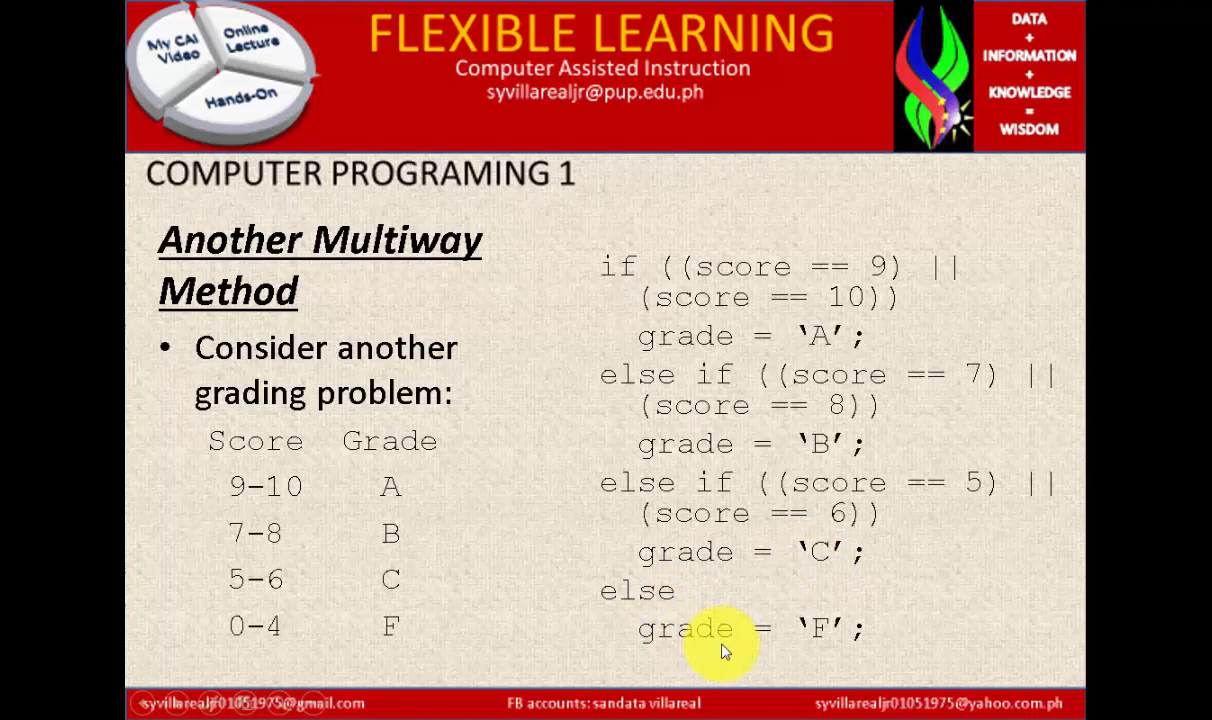 My CAI
Video
Online
Lecture
Hands-On
FLEXIBLE LEARNING
Computer Assisted Instruction
syvillarealjr@pup.edu.ph
DATA
+
INFORMATION
+
KNOWLEDGE
=
WISDOM
COMPUTER PROGRAMING 1
Another Multiway
Method
• Consider another
grading problem:
Score Grade
9-10 A
7-8 B
5-6 C
0-4 F
if ((score == 9) ||
(score == 10))
grade = ‘A’;
else if ((score == 7) ||
(score == 8))
grade = ‘B’;
else if ((score == 5) ||
(score == 6))
grade = ‘C’;
else
grade = ‘F’;
syvillarealjr01051975@gmail.com
FB accounts: sandata villareal
syvillarealjr01051975@yahoo.com.ph